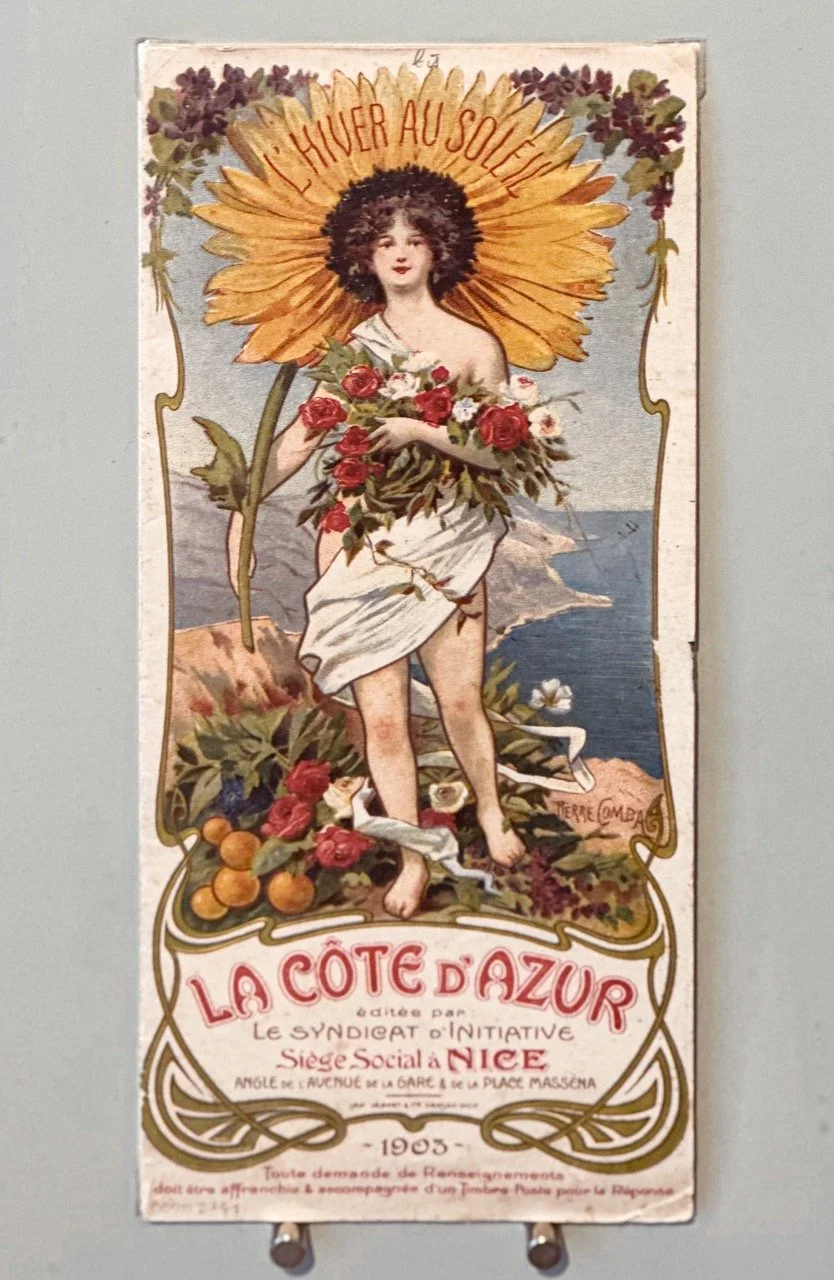 L'HIVER AU SOLEIL
PIERRE COMBA
LA CÔTE D'AZUR
éditée par
LE SYNDICAT D'INITIATIVE
Siège Social à NICE
ANGLE DE L'AVENUE DE LA GARE & DE LA PLACE MASSÉNA
- 1903 -
Toute demande de Renseignements
doit être affranchie & accompagnée d'un Timbre-Poste pour la Réponse